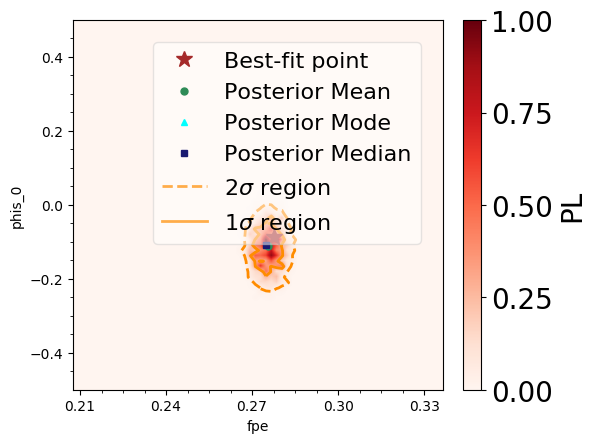 Best-fit point
Posterior Mean
Posterior Mode
Posterior Median
2σ region
1σ region
0.4
0.2
0.0
−0.2
−0.4
phis_0
0.21
0.24
0.27
0.30
0.33
fpe
1.00
0.75
0.50
0.25
0.00
PL